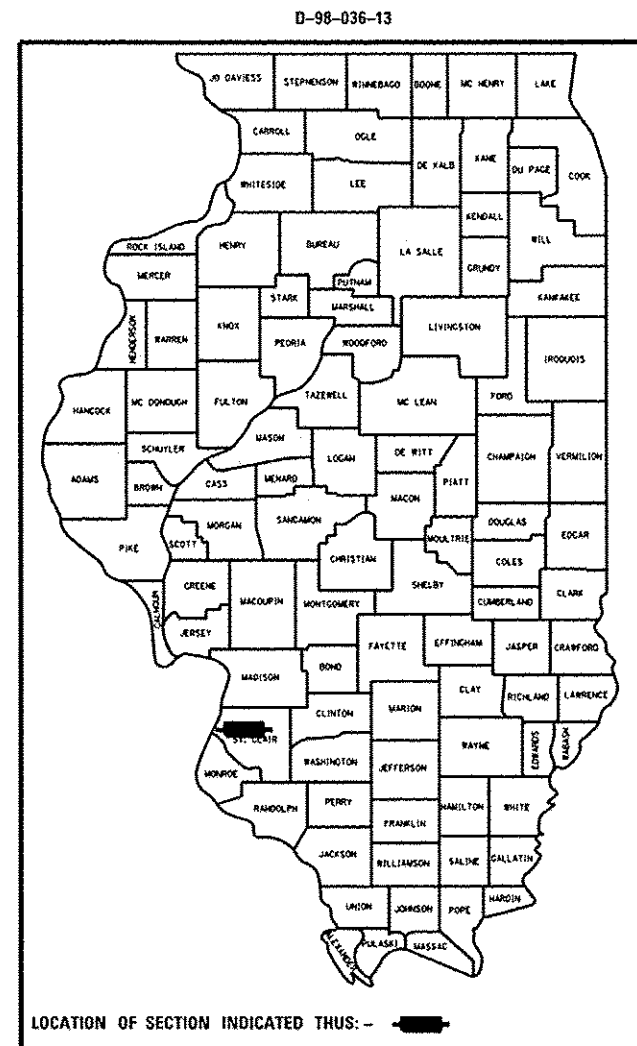 D-98-036-13
JO DAVIESS STEPHENSON WINNEBAGO BOONE MC HENRY LAKE
CARROLL OGLE
DE KALB KANE DU PAGE COOK
WHITESIDE LEE
KENDALL
ROCK ISLAND HENRY BUREAU LA SALLE WILL
GRUNDY
MERCER PUTNAM
STARK MARSHALL KANKAKEE
HENDERSON WARREN KNOX PEORIA WOODFORD LIVINGSTON
IROQUOIS
HANCOCK MC DONOUGH FULTON TAZEWELL MC LEAN FORD
MASON
SCHUYLER LOGAN DE WITT CHAMPAIGN VERMILION
ADAMS BROWN CASS MENARD PIATT
MACON
MORGAN SANGAMON DOUGLAS
PIKE SCOTT CHRISTIAN MOULTRIE EDGAR
COLES
GREENE MACOUPIN MONTGOMERY SHELBY CLARK
CALHOUN CUMBERLAND
JERSEY
FAYETTE EFFINGHAM JASPER CRAWFORD
MADISON BOND
CLAY RICHLAND LAWRENCE
CLINTON MARION
ST. CLAIR WAYNE EDWARDS WABASH
WASHINGTON JEFFERSON
MONROE
RANDOLPH PERRY HAMILTON WHITE
FRANKLIN
JACKSON WILLIAMSON SALINE GALLATIN
HARDIN
UNION JOHNSON POPE
ALEXANDER PULASKI MASSAC
LOCATION OF SECTION INDICATED THUS: -